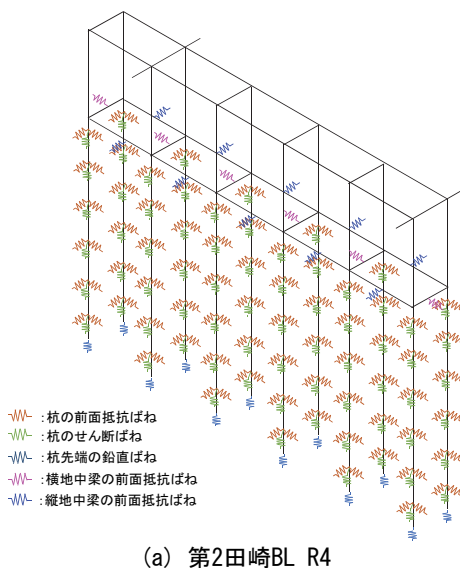 :杭の前面抵抗ばね
:杭のせん断ばね
:杭先端の鉛直ばね
:横地中梁の前面抵抗ばね
:縦地中梁の前面抵抗ばね
(a) 第2田崎BL R4